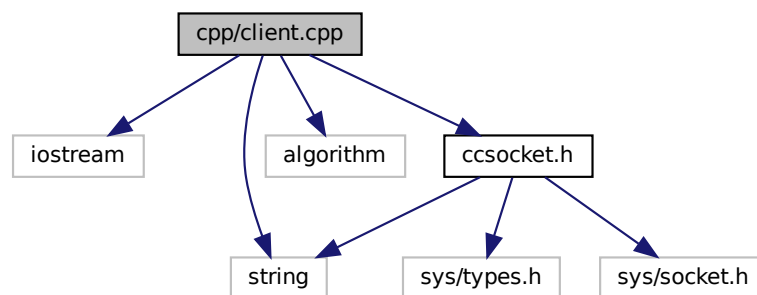 cpp/client.cpp
iostream
algorithm
ccsocket.h
string
sys/types.h
sys/socket.h